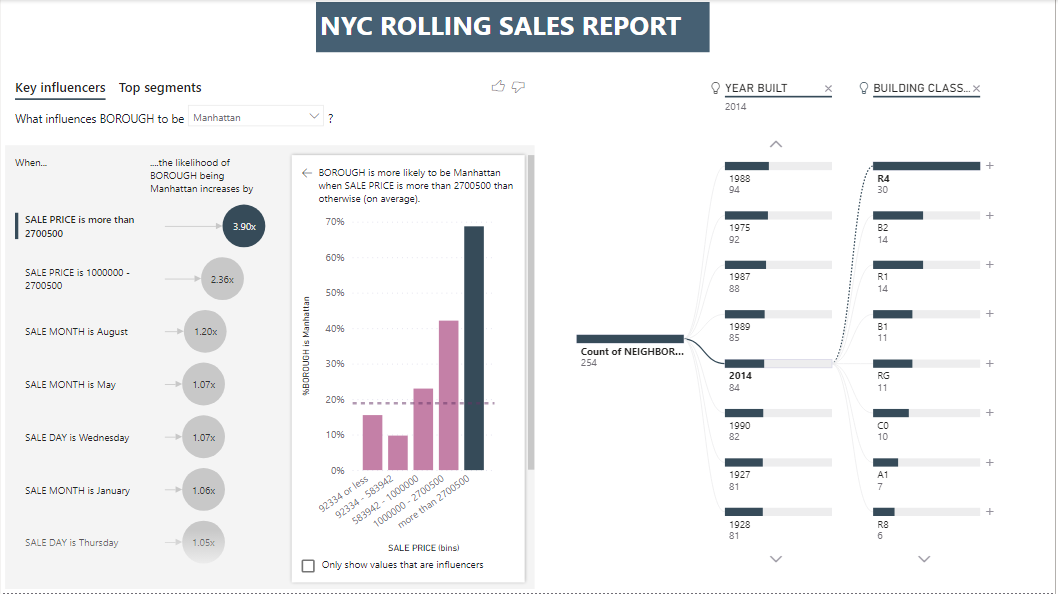 NYC ROLLING SALES REPORT
Key influencers
Top segments
What influences BOROUGH to be
Manhattan
?
When...
....the likelihood of
BOROUGH being
Manhattan increases by
SALE PRICE is more than
2700500
3.90x
SALE PRICE is 1000000 -
2700500
2.36x
SALE MONTH is August
1.20x
SALE MONTH is May
1.07x
SALE DAY is Wednesday
1.07x
SALE MONTH is January
1.06x
SALE DAY is Thursday
1.05x
BOROUGH is more likely to be Manhattan
when SALE PRICE is more than 2700500 than
otherwise (on average).
%BOROUGH is Manhattan
70%
60%
50%
40%
30%
20%
10%
0%
92334 or less
92334 - 583942
583942 - 1000000
1000000 - 2700500
more than 2700500
SALE PRICE (bins)
Only show values that are influencers
Count of NEIGHBOR...
254
YEAR BUILT
2014
1988
94
1975
92
1987
88
1989
85
2014
84
1990
82
1927
81
1928
81
BUILDING CLASS...
R4
30
B2
14
R1
14
B1
11
RG
11
C0
10
A1
7
R8
6